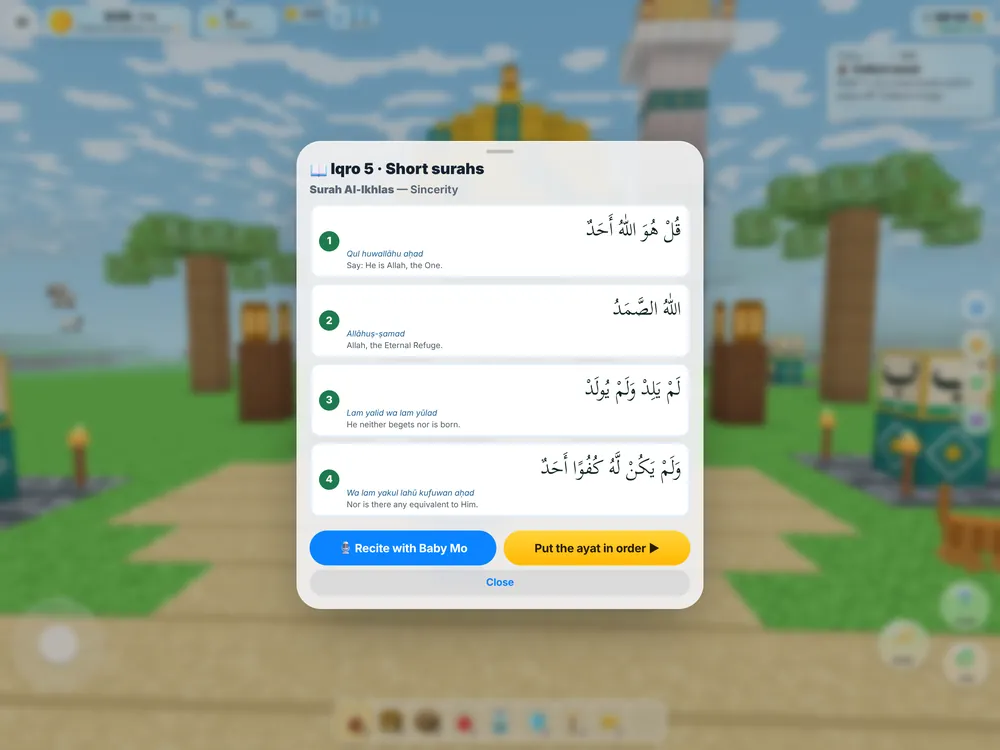 📖 Iqro 5 · Short surahs
Surah Al-Ikhlas — Sincerity
1
قُلْ هُوَ اللّٰهُ أَحَدٌ
Qul huwallāhu aḥad
Say: He is Allah, the One.
2
اللّٰهُ الصَّمَدُ
Allāhuṣ-ṣamad
Allah, the Eternal Refuge.
3
لَمْ يَلِدْ وَلَمْ يُولَدْ
Lam yalid wa lam yūlad
He neither begets nor is born.
4
وَلَمْ يَكُنْ لَّهُ كُفُوًا أَحَدٌ
Wa lam yakul lahū kufuwan aḥad
Nor is there any equivalent to Him.
Recite with Baby Mo
Put the ayat in order ▶
Close